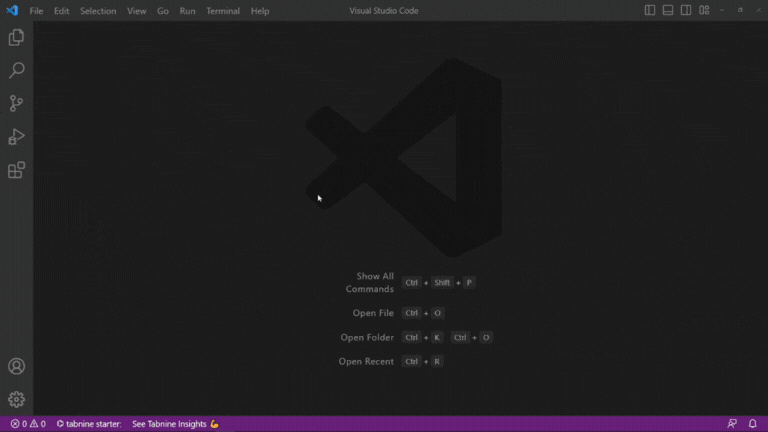 File Edit Selection View Go Run Terminal Help Visual Studio Code
Show All
Commands Ctrl + Shift + P
Open File Ctrl + O
Open Folder Ctrl + K Ctrl + O
Open Recent Ctrl + R
0 0 tabnine starter: See Tabnine Insights 💪